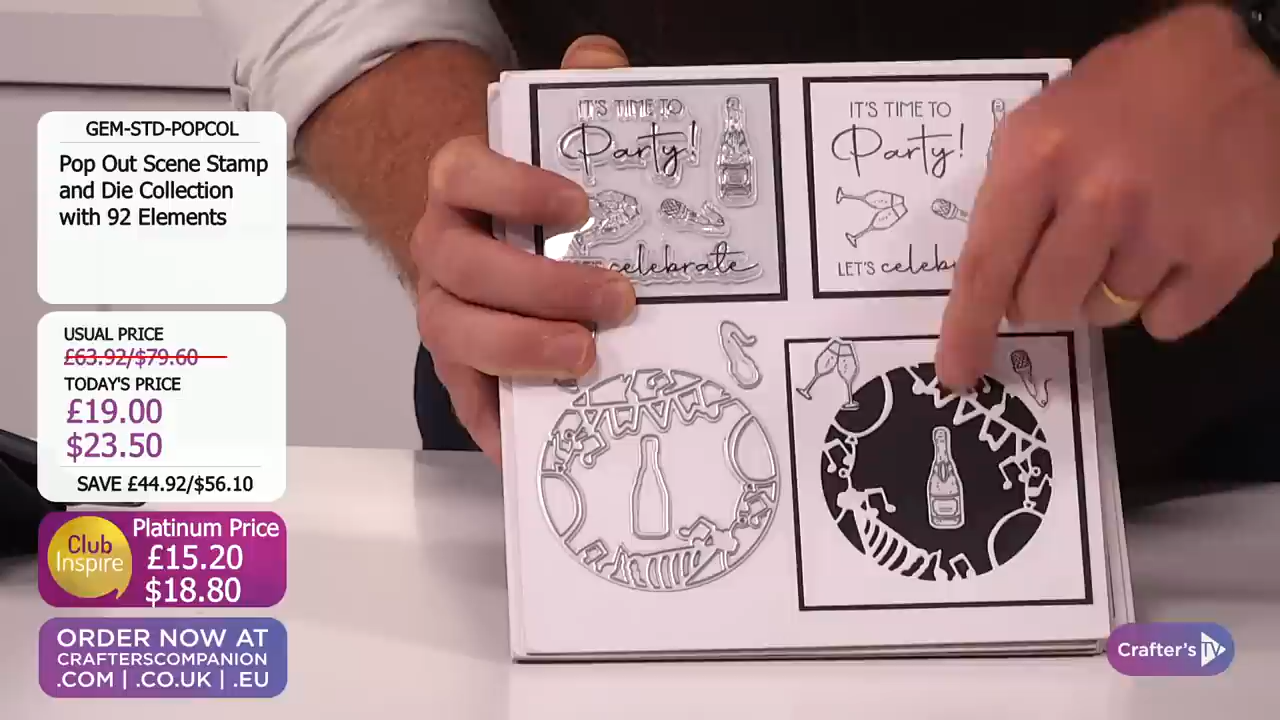 GEM-STD-POPCOL
Pop Out Scene Stamp
and Die Collection
with 92 Elements
USUAL PRICE
£63.92/$79.60
TODAY'S PRICE
£19.00
$23.50
SAVE £44.92/$56.10
Club
Inspire
Platinum Price
£15.20
$18.80
ORDER NOW AT
CRAFTERSCOMPANION
.COM | .CO.UK | .EU
IT'S TIME TO
Party!
celebrate
IT'S TIME TO
Party!
LET'S
Crafter's TV